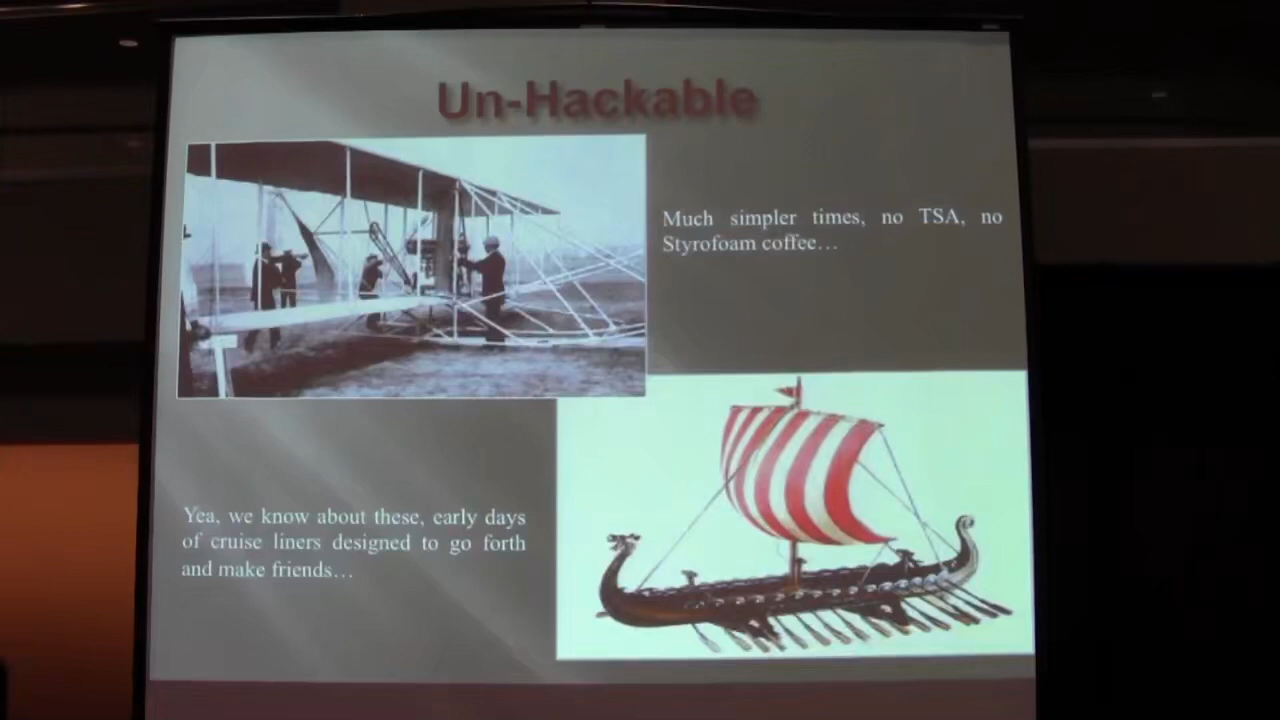 Un-Hackable
Much simpler times, no TSA, no
Styrofoam coffee…
Yea, we know about these, early days
of cruise liners designed to go forth
and make friends…